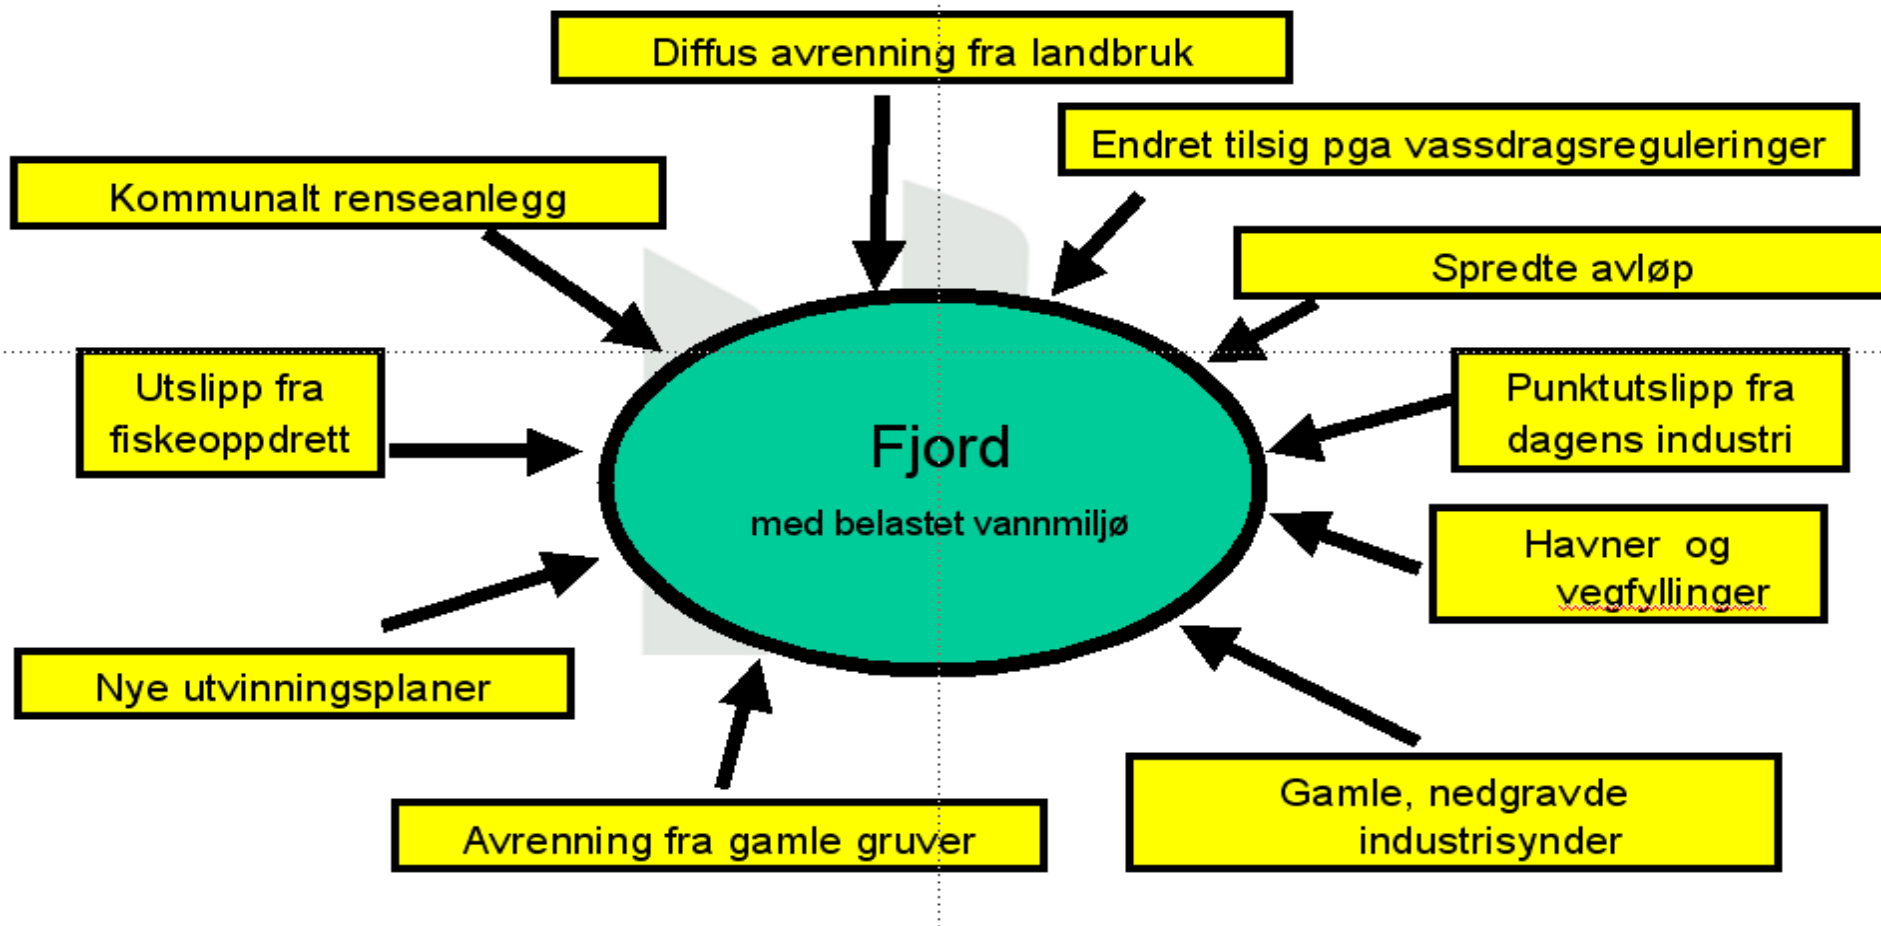 Diffus avrenning fra landbruk
Endret tilsig pga vassdragsreguleringer
Kommunalt renseanlegg
Spredte avløp
Utslipp fra
fiskeoppdrett
Punktutslipp fra
dagens industri
Fjord
med belastet vannmiljø
Havner og
vegfyllinger
Nye utvinningsplaner
Avrenning fra gamle gruver
Gamle, nedgravde
industrisynder